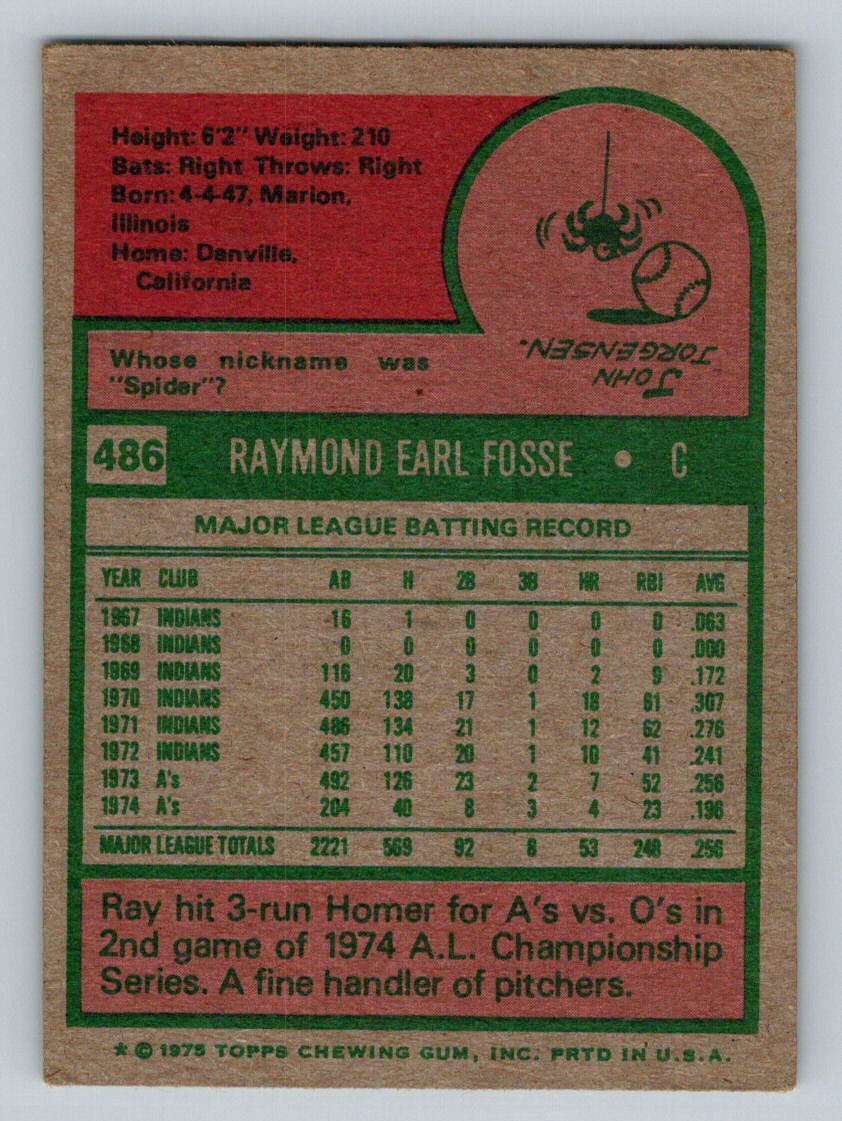 Height: 6'2" Weight: 210
Bats: Right Throws: Right
Born: 4-4-47, Marion,
Illinois
Home: Danville,
California
Whose nickname was
"Spider"?
JOHN
JORGENSEN.
486 RAYMOND EARL FOSSE • C
MAJOR LEAGUE BATTING RECORD
YEAR CLUB AB H 2B 3B HR RBI AVG
1967 INDIANS 16 1 0 0 0 0 .063
1968 INDIANS 0 0 0 0 0 0 .000
1969 INDIANS 116 20 3 0 2 9 .172
1970 INDIANS 450 138 17 1 18 61 .307
1971 INDIANS 486 134 21 1 12 62 .276
1972 INDIANS 457 110 20 1 10 41 .241
1973 A's 492 126 23 2 7 52 .256
1974 A's 204 40 8 3 4 23 .196
MAJOR LEAGUE TOTALS 2221 569 92 8 53 248 .256
Ray hit 3-run Homer for A's vs. O's in
2nd game of 1974 A.L. Championship
Series. A fine handler of pitchers.
* © 1975 TOPPS CHEWING GUM, INC. PRTD IN U.S.A.